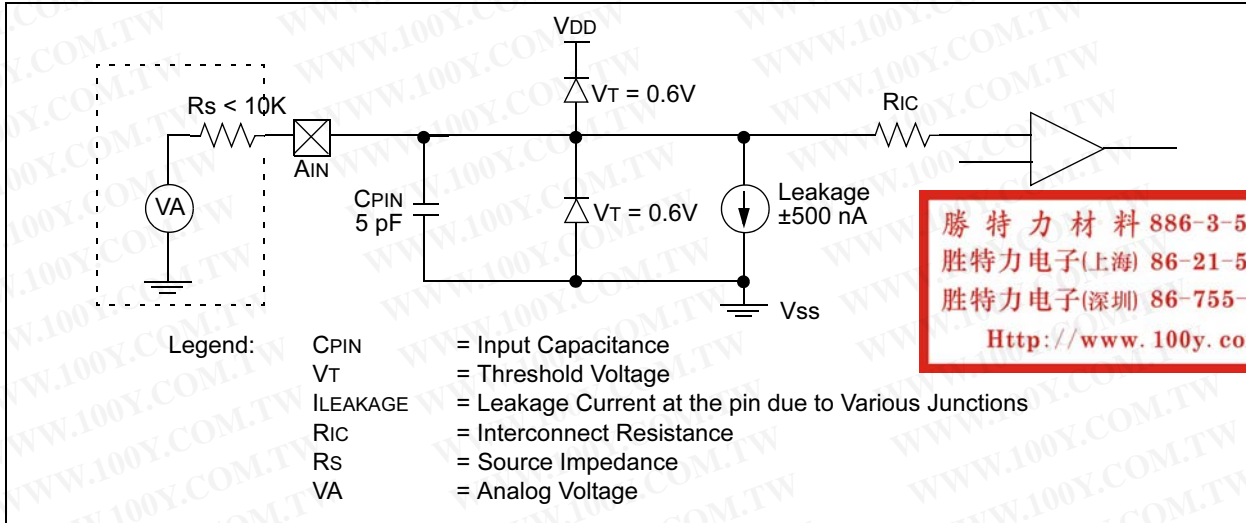 VDD
VT = 0.6V
RS < 10K
RIC
AIN
VA
CPIN
5 pF
VT = 0.6V
Leakage
±500 nA
VSS
勝特力材料 886-3-5
胜特力电子(上海) 86-21-5
胜特力电子(深圳) 86-755-
Http://www.100y.co
Legend:
CPIN = Input Capacitance
VT = Threshold Voltage
ILEAKAGE = Leakage Current at the pin due to Various Junctions
RIC = Interconnect Resistance
RS = Source Impedance
VA = Analog Voltage
WWW.100Y.COM.TW